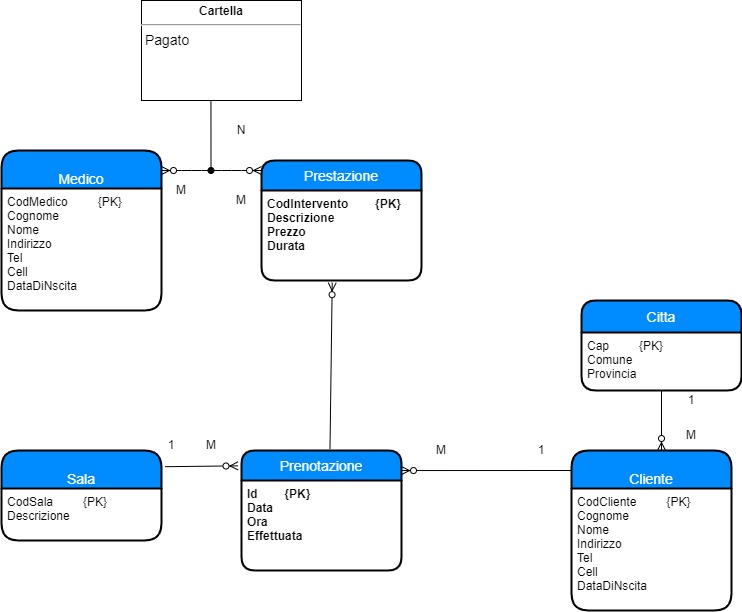 Cartella
Pagato
N
Medico
CodMedico {PK}
Cognome
Nome
Indirizzo
Tel
Cell
DataDiNscita
M
M
Prestazione
CodIntervento {PK}
Descrizione
Prezzo
Durata
Citta
Cap {PK}
Comune
Provincia
1
M
Sala
CodSala {PK}
Descrizione
1
M
Prenotazione
Id {PK}
Data
Ora
Effettuata
M
1
Cliente
CodCliente {PK}
Cognome
Nome
Indirizzo
Tel
Cell
DataDiNscita